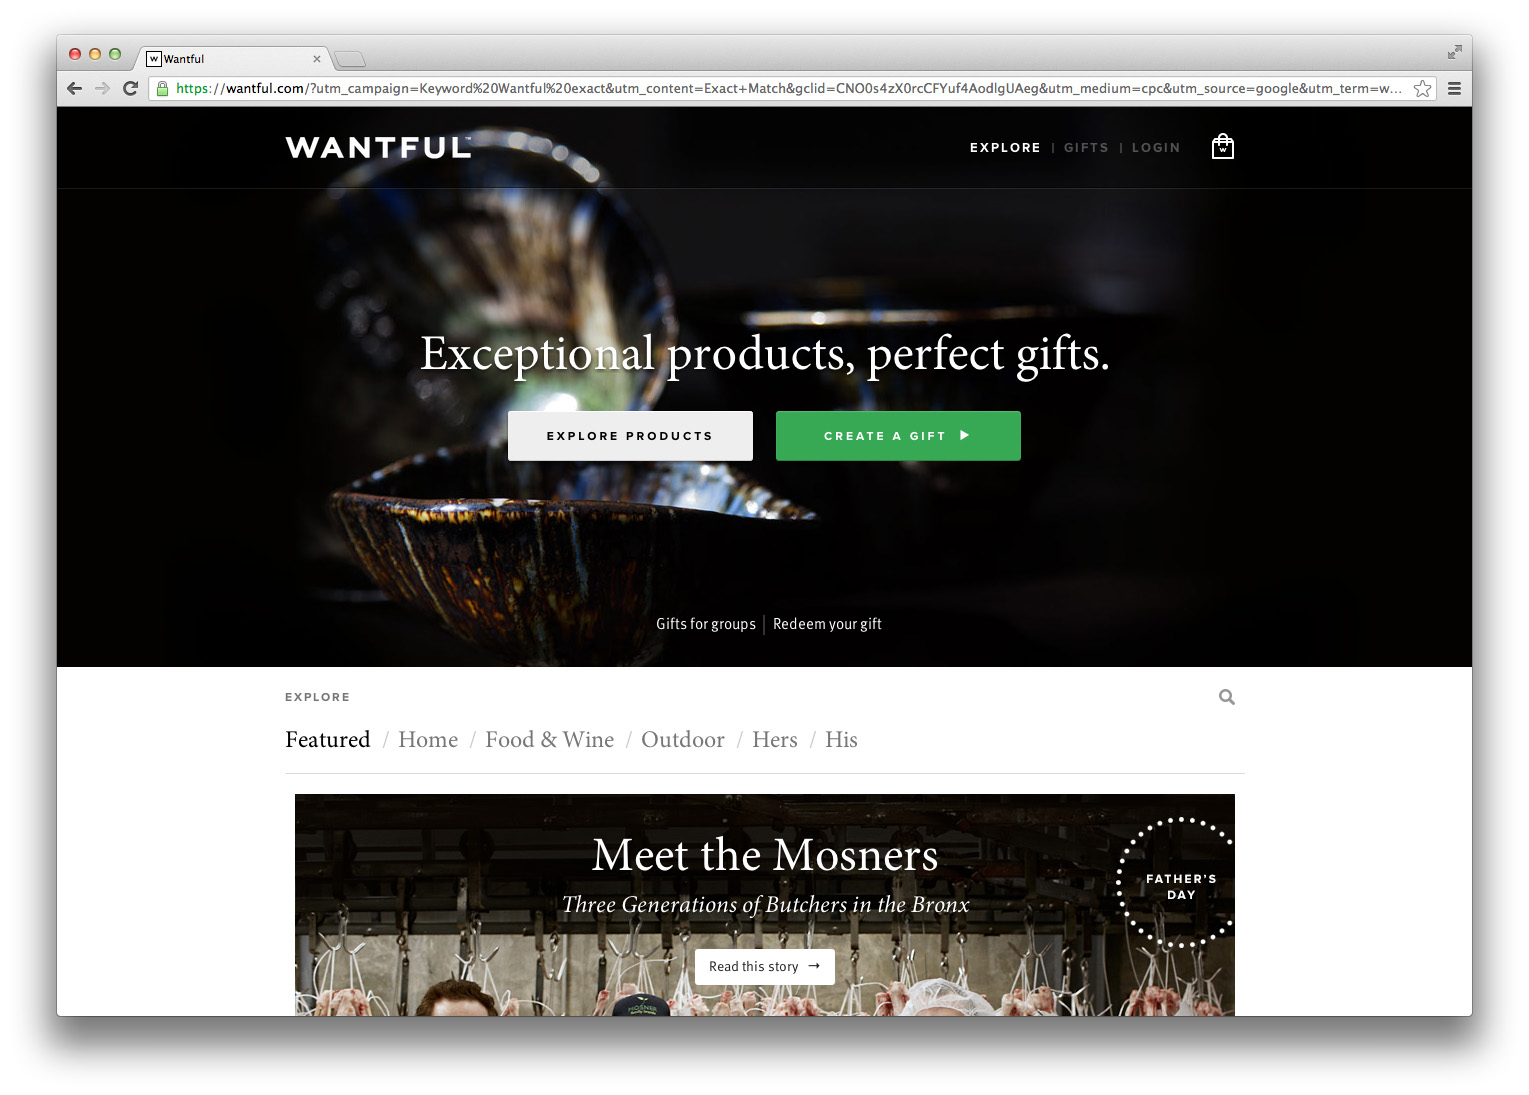 W Wantful
https://wantful.com/?utm_campaign=Keyword%20Wantful%20exact&utm_content=Exact+Match&gclid=CNO0s4zX0rcCFYuf4AodlgUAeg&utm_medium=cpc&utm_source=google&utm_term=w...
WANTFUL™
EXPLORE | GIFTS | LOGIN
W
Exceptional products, perfect gifts.
EXPLORE PRODUCTS
CREATE A GIFT
Gifts for groups | Redeem your gift
EXPLORE
Featured / Home / Food & Wine / Outdoor / Hers / His
Meet the Mosners
Three Generations of Butchers in the Bronx
FATHER'S
DAY
Read this story →
MOSNER